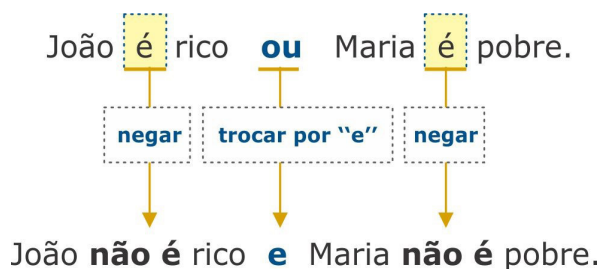 João é rico ou Maria é pobre.
negar trocar por “e” negar
João não é rico e Maria não é pobre.